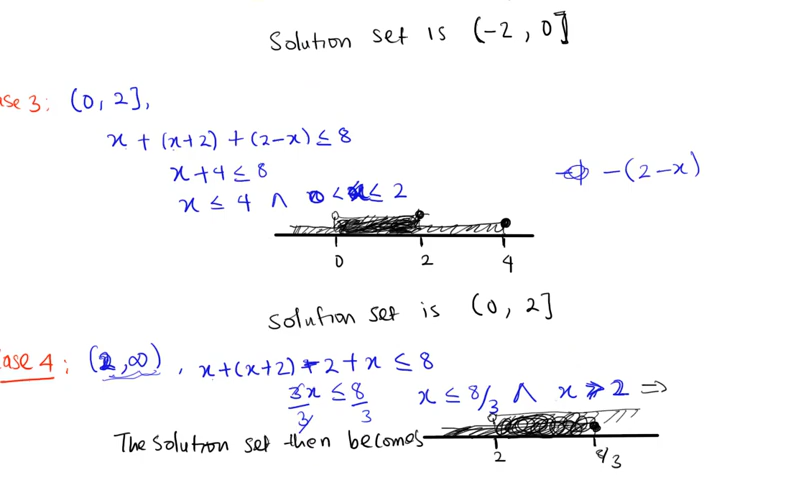 Solution set is (-2, 0]
ase 3: (0, 2],
x + (x+2) + (2-x) ≤ 8
x + 4 ≤ 8
-(2-x)
x ≤ 4 ∧ 0 < x ≤ 2
0 2 4
Solution set is (0, 2]
ase 4: (2, ∞), x+(x+2) - 2 + x ≤ 8
3x ≤ 8 x ≤ 8/3 ∧ x > 2 ⇒
3 3
The solution set then becomes
2 8/3